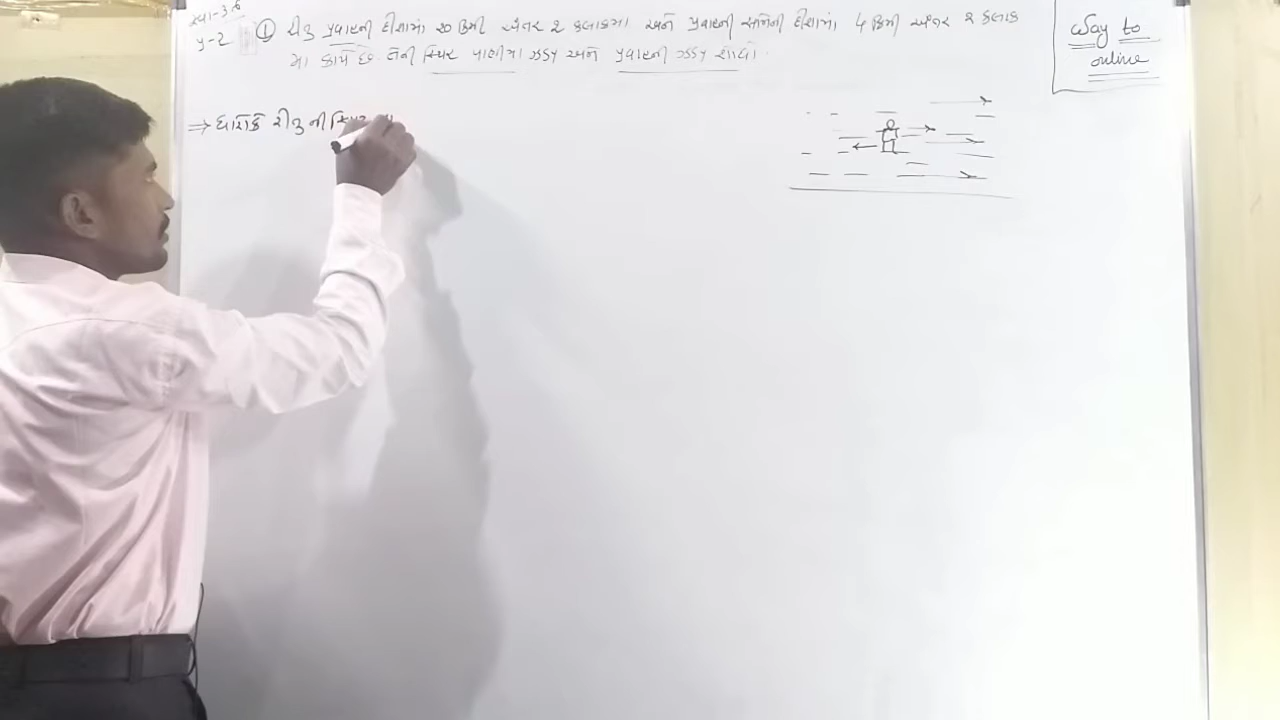 સ્વા-3.6
પ્ર-2 ① રીતુ પ્રવાહની દીશામાં 20 કિમી અંતર 2 કલાકમા અને પ્રવાહની સામેની દીશામાં 4 કિમી અંતર 2 કલાક
મા કાપે છે. તેની સ્થિર પાણીમા ઝડપ અને પ્રવાહની ઝડપ શોધો.
Way to
online
⇒ ધારોકે રીતુ ની સ્થિર